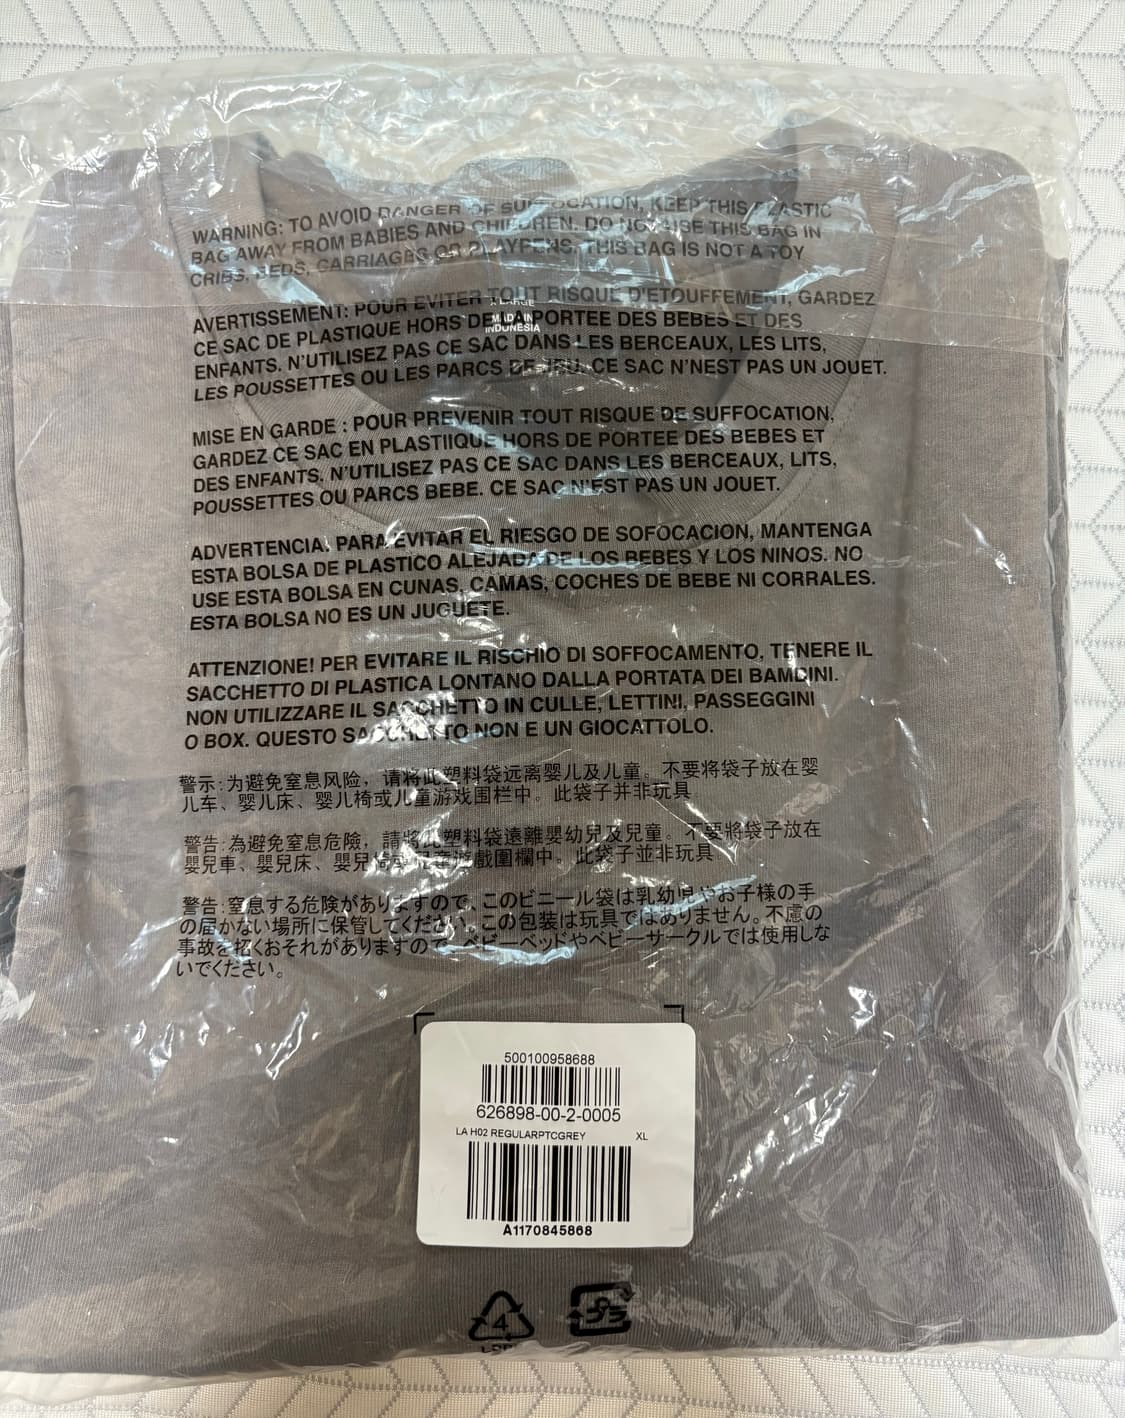 WARNING: TO AVOID DANGER OF SUFFOCATION, KEEP THIS PLASTIC
BAG AWAY FROM BABIES AND CHILDREN. DO NOT USE THIS BAG IN
CRIBS, BEDS, CARRIAGES OR PLAYPENS. THIS BAG IS NOT A TOY
X-LARGE
MADE IN
INDONESIA
AVERTISSEMENT: POUR EVITER TOUT RISQUE D'ETOUFFEMENT, GARDEZ
CE SAC DE PLASTIQUE HORS DE LA PORTEE DES BEBES ET DES
ENFANTS. N'UTILISEZ PAS CE SAC DANS LES BERCEAUX, LES LITS,
LES POUSSETTES OU LES PARCS DE JEU. CE SAC N'NEST PAS UN JOUET.
MISE EN GARDE : POUR PREVENIR TOUT RISQUE DE SUFFOCATION,
GARDEZ CE SAC EN PLASTIIQUE HORS DE PORTEE DES BEBES ET
DES ENFANTS. N'UTILISEZ PAS CE SAC DANS LES BERCEAUX, LITS,
POUSSETTES OU PARCS BEBE. CE SAC N'EST PAS UN JOUET.
ADVERTENCIA. PARA EVITAR EL RIESGO DE SOFOCACION, MANTENGA
ESTA BOLSA DE PLASTICO ALEJADA DE LOS BEBES Y LOS NINOS. NO
USE ESTA BOLSA EN CUNAS, CAMAS, COCHES DE BEBE NI CORRALES.
ESTA BOLSA NO ES UN JUGUETE.
ATTENZIONE! PER EVITARE IL RISCHIO DI SOFFOCAMENTO, TENERE IL
SACCHETTO DI PLASTICA LONTANO DALLA PORTATA DEI BAMBINI.
NON UTILIZZARE IL SACCHETTO IN CULLE, LETTINI, PASSEGGINI
O BOX. QUESTO SACCHETTO NON E UN GIOCATTOLO.
警示:为避免窒息风险，请将此塑料袋远离婴儿及儿童。不要将袋子放在婴
儿车、婴儿床、婴儿椅或儿童游戏围栏中。此袋子并非玩具
警告:為避免窒息危險，請將此塑料袋遠離嬰幼兒及兒童。不要將袋子放在
嬰兒車、嬰兒床、嬰兒椅或兒童遊戲圍欄中。此袋子並非玩具
警告:窒息する危険がありますので、このビニール袋は乳幼児やお子様の手
の届かない場所に保管してください。この包装は玩具ではありません。不慮の
事故を招くおそれがありますので、ベビーベッドやベビーサークルでは使用しな
いでください。
500100958688
626898-00-2-0005
LA H02 REGULARPTCGREY XL
A1170845868
4